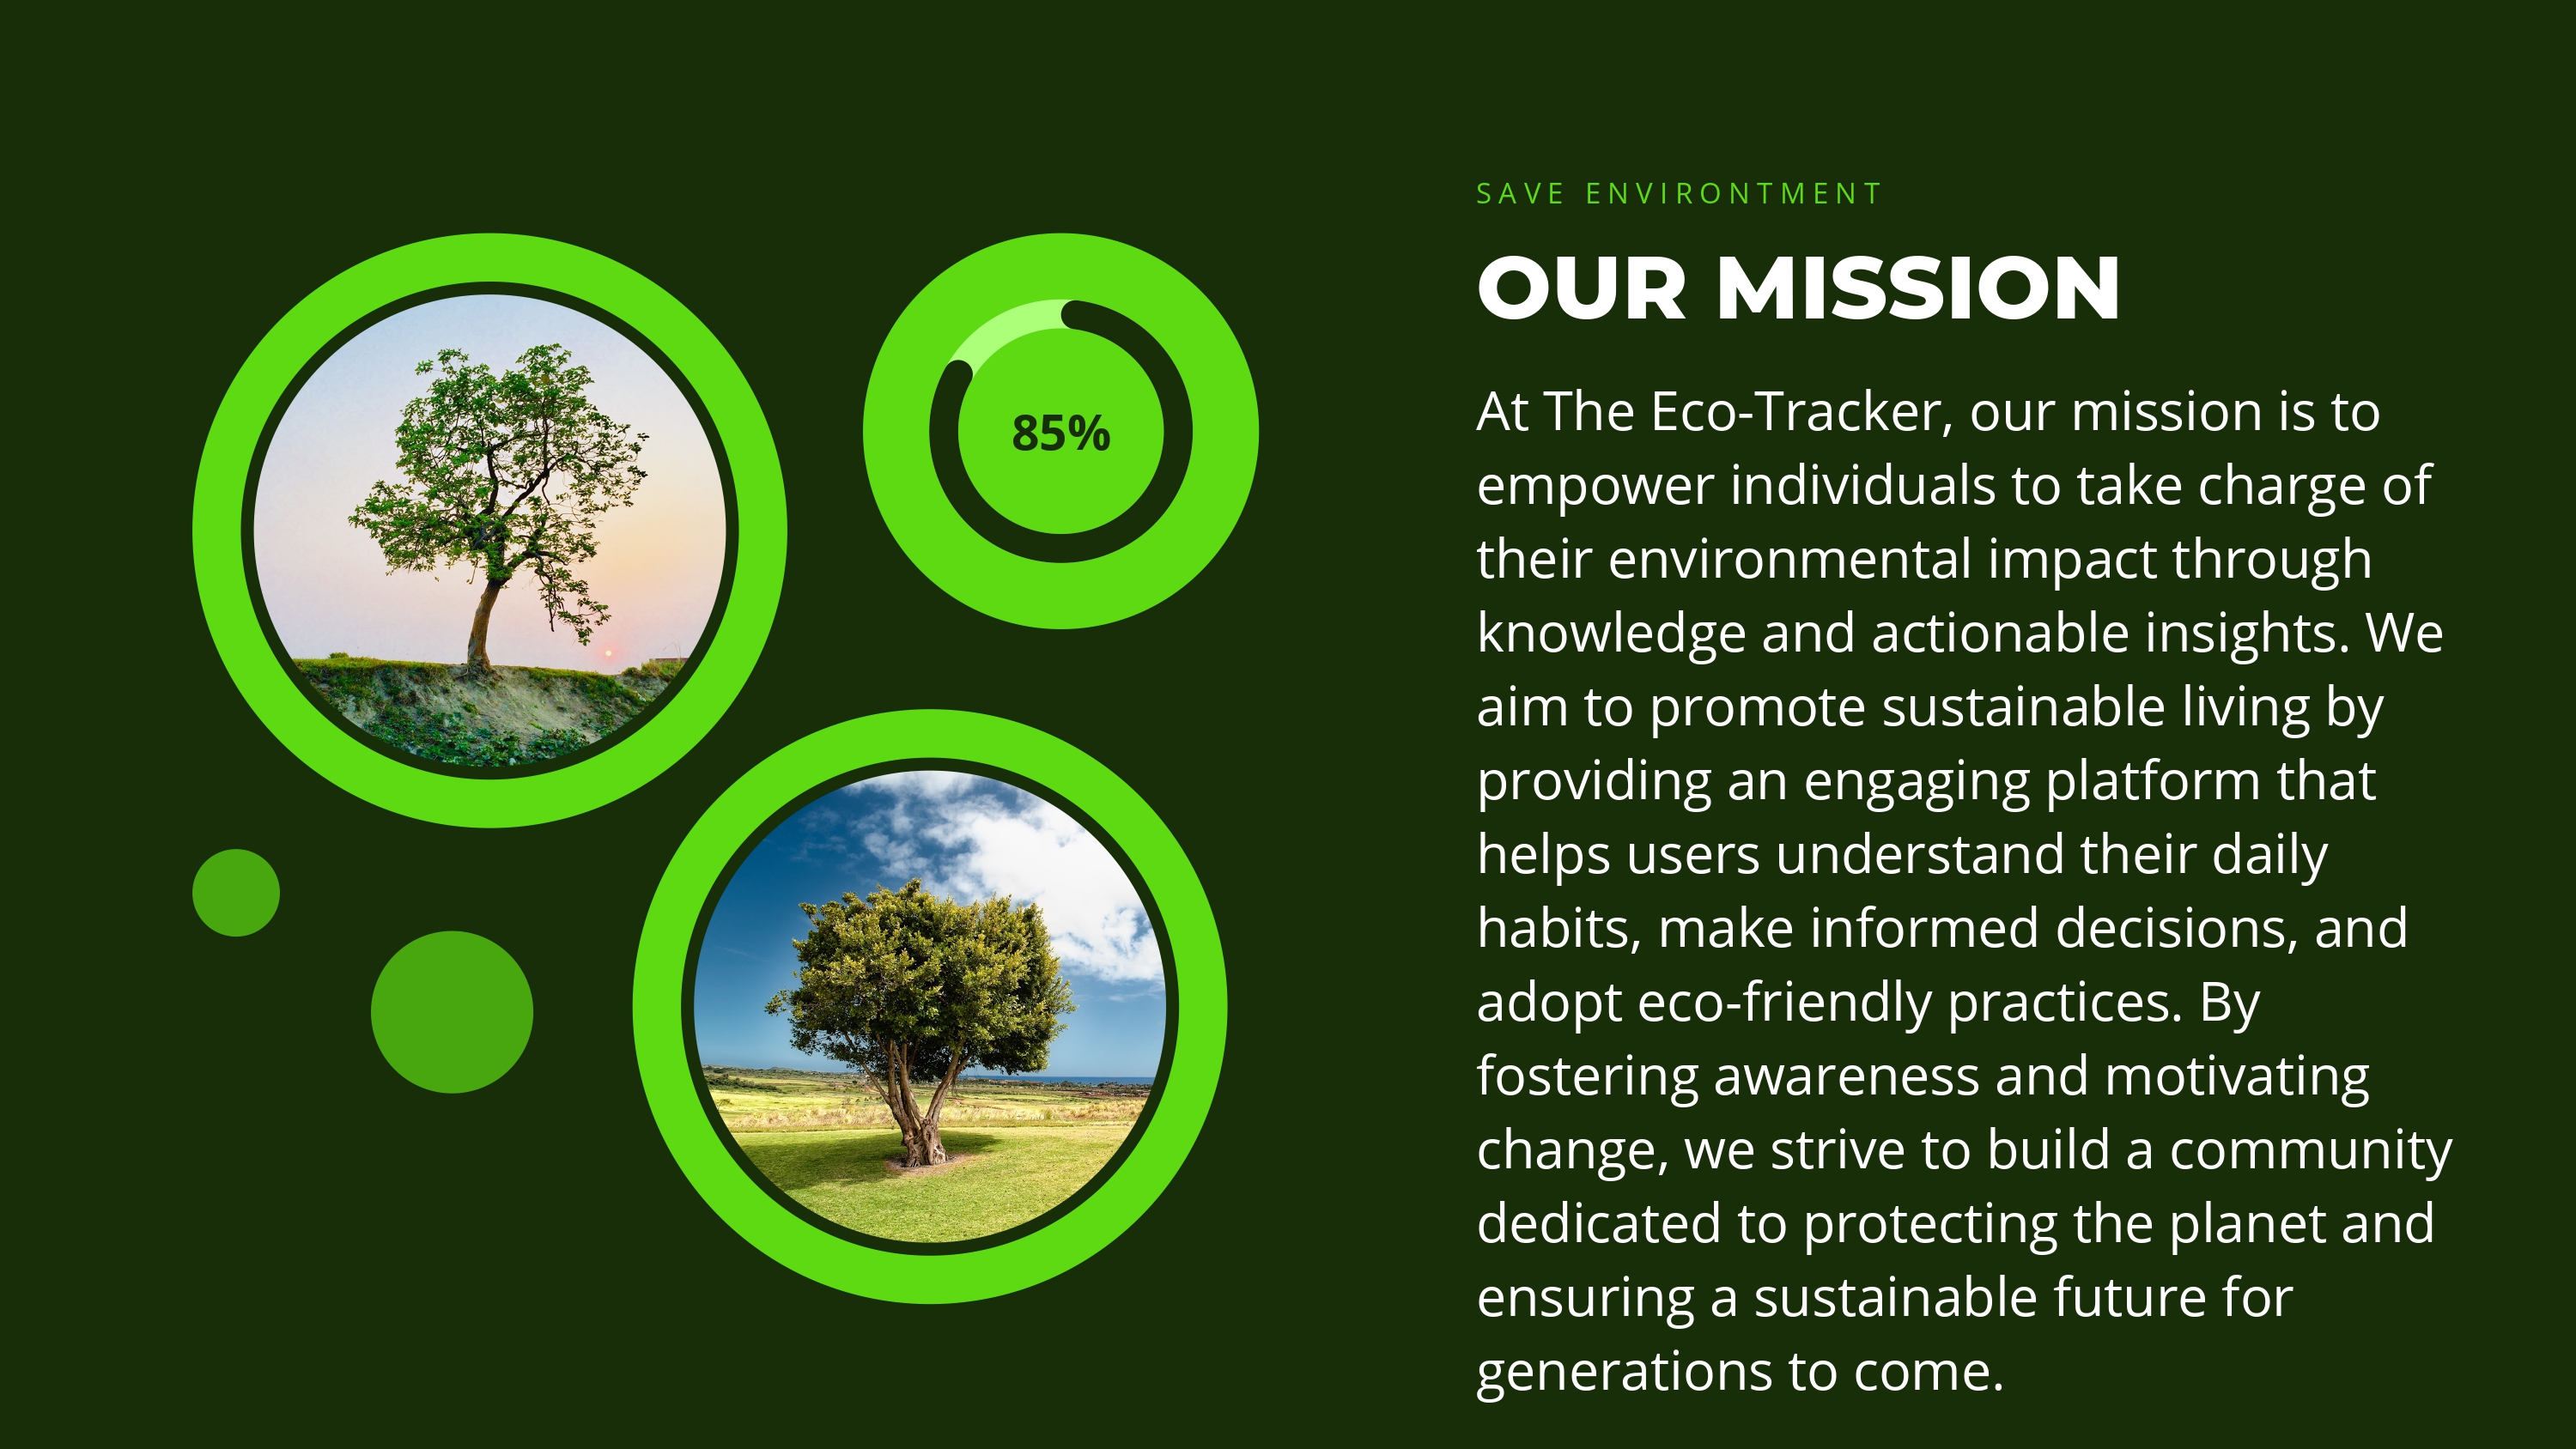 SAVE ENVIRONTMENT
OUR MISSION
At The Eco-Tracker, our mission is to
empower individuals to take charge of
their environmental impact through
knowledge and actionable insights. We
aim to promote sustainable living by
providing an engaging platform that
helps users understand their daily
habits, make informed decisions, and
adopt eco-friendly practices. By
fostering awareness and motivating
change, we strive to build a community
dedicated to protecting the planet and
ensuring a sustainable future for
generations to come.
85%